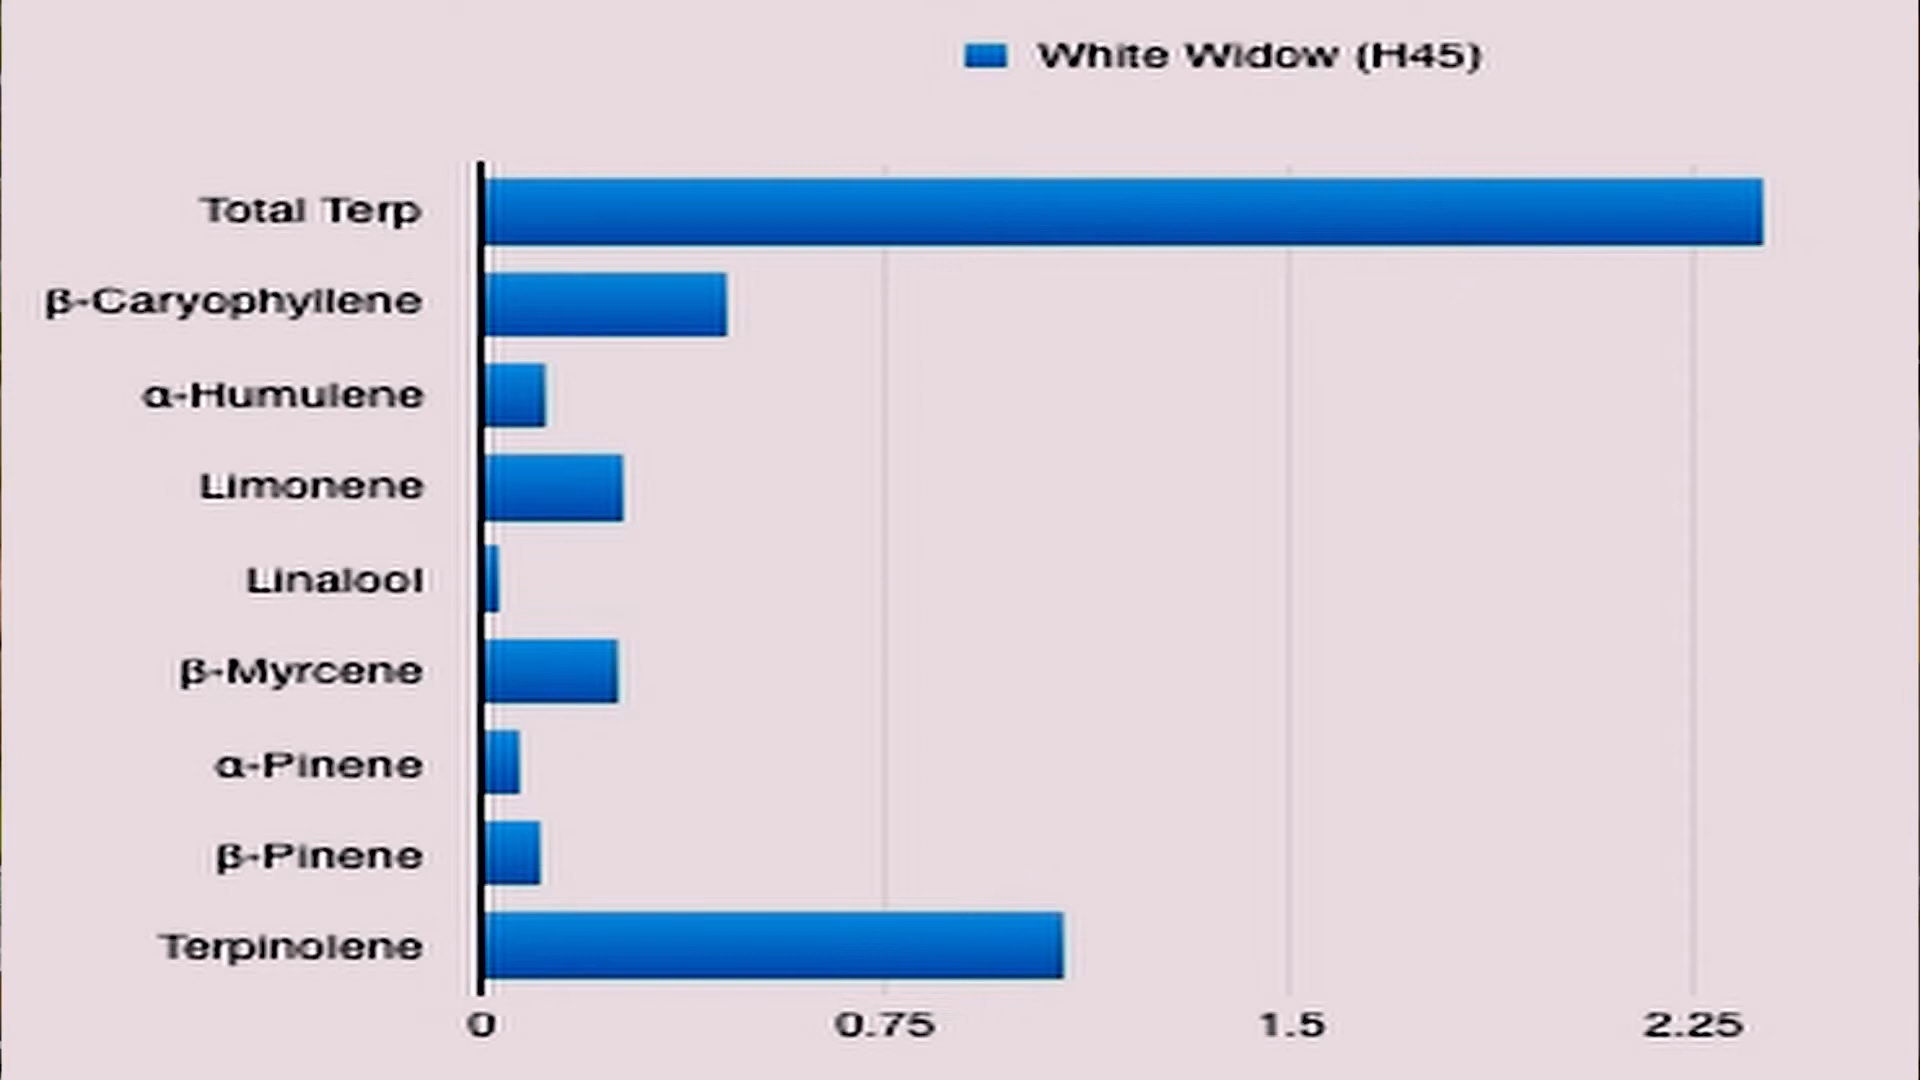 White Widow (H45)
Total Terp
β-Caryophyllene
α-Humulene
Limonene
Linalool
β-Myrcene
α-Pinene
β-Pinene
Terpinolene
0 0.75 1.5 2.25